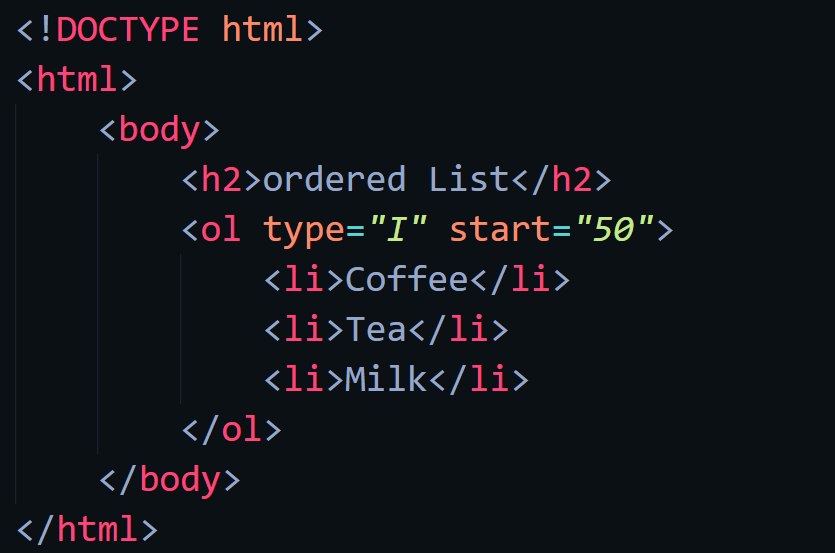 <!DOCTYPE html>
<html>
<body>
<h2>ordered List</h2>
<ol type="I" start="50">
<li>Coffee</li>
<li>Tea</li>
<li>Milk</li>
</ol>
</body>
</html>